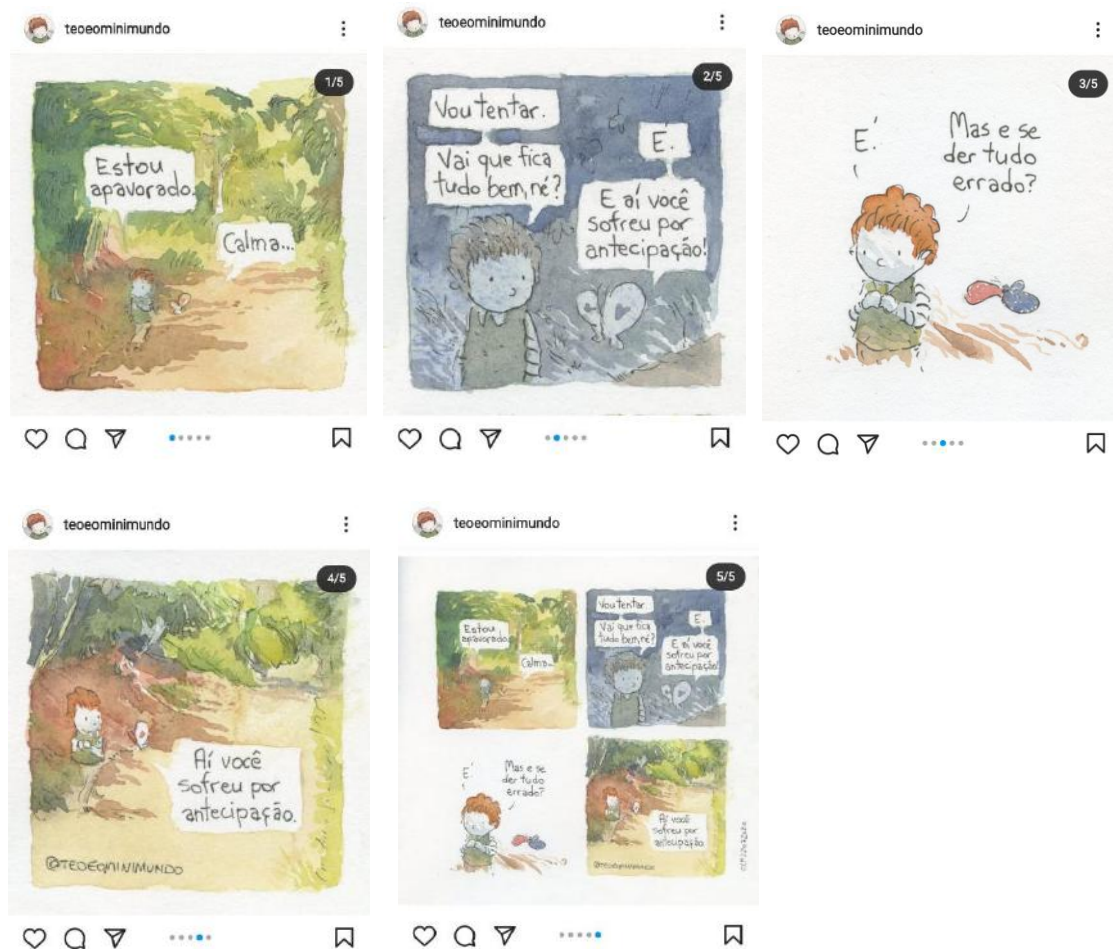 teoeominimundo
1/5
Estou
apavorado.
Calma...
teoeominimundo
2/5
Vou tentar.
Vai que fica
tudo bem, né?
É.
E aí você
sofreu por
antecipação!
teoeominimundo
3/5
É.
Mas e se
der tudo
errado?
teoeominimundo
4/5
Aí você
sofreu por
antecipação.
@TEOEOMINIMUNDO
teoeominimundo
5/5
Estou
apavorado.
Calma...
Vou tentar.
Vai que fica
tudo bem, né?
É.
E aí você
sofreu por
antecipação!
É.
Mas e se
der tudo
errado?
Aí você
sofreu por
antecipação.
@TEOEOMINIMUNDO